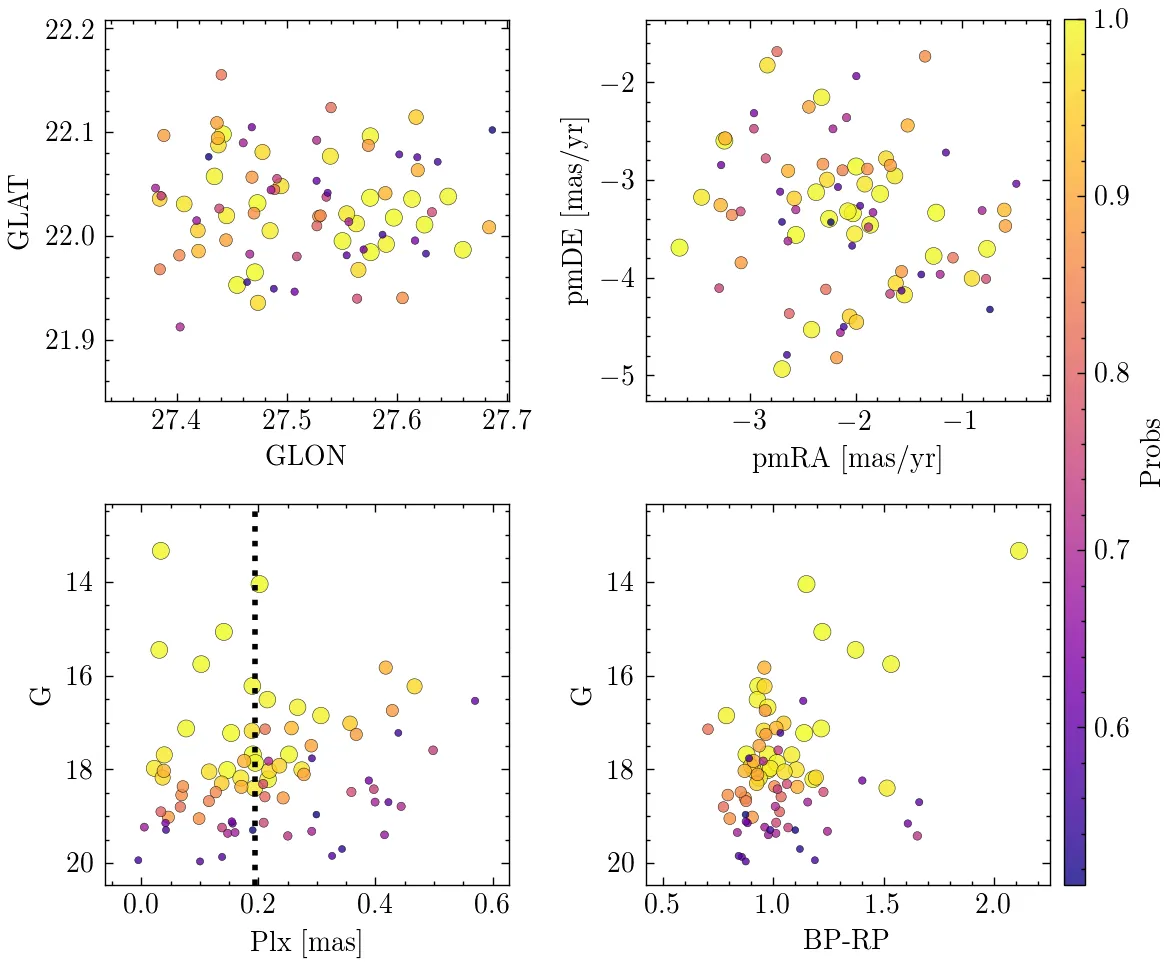 22.2
22.1
22.0
21.9
GLAT
27.4 27.5 27.6 27.7
GLON
−2
−3
−4
−5
pmDE [mas/yr]
−3 −2 −1
pmRA [mas/yr]
1.0
0.9
0.8
0.7
0.6
Probs
14
16
18
20
G
0.0 0.2 0.4 0.6
Plx [mas]
14
16
18
20
G
0.5 1.0 1.5 2.0
BP-RP